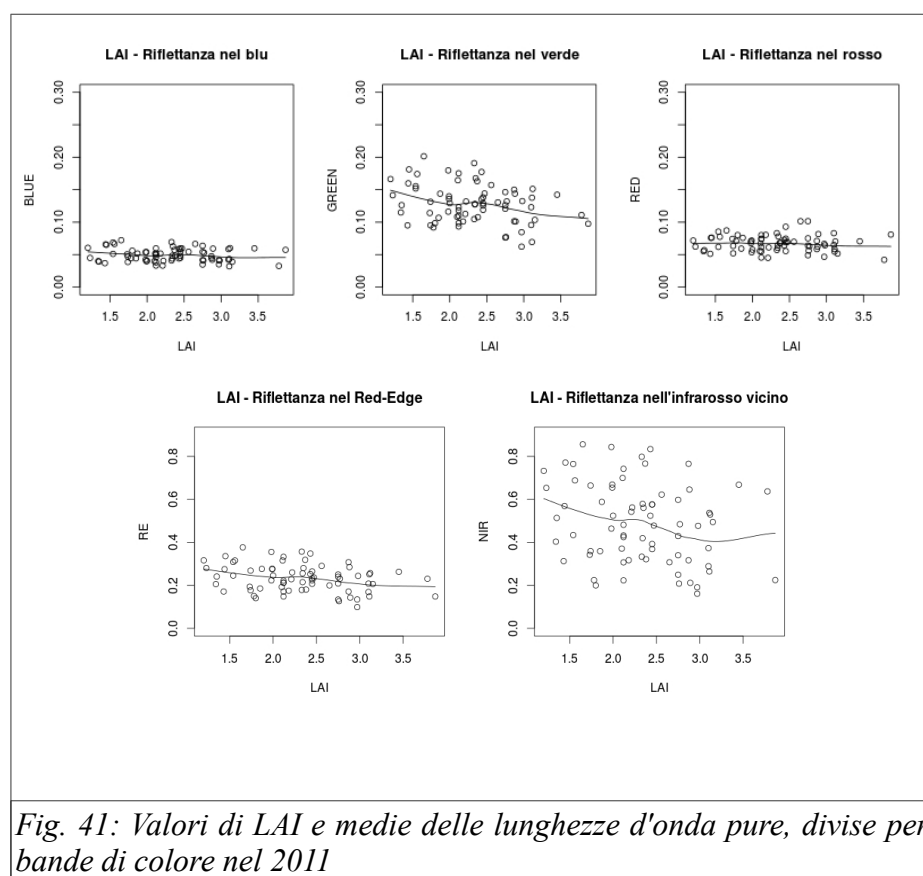 LAI - Riflettanza nel blu
LAI - Riflettanza nel verde
LAI - Riflettanza nel rosso
0.30
0.20
0.10
0.00
BLUE
1.5 2.0 2.5 3.0 3.5
LAI
0.30
0.20
0.10
0.00
GREEN
1.5 2.0 2.5 3.0 3.5
LAI
0.30
0.20
0.10
0.00
RED
1.5 2.0 2.5 3.0 3.5
LAI
LAI - Riflettanza nel Red-Edge
LAI - Riflettanza nell'infrarosso vicino
0.8
0.6
0.4
0.2
0.0
RE
1.5 2.0 2.5 3.0 3.5
LAI
0.8
0.6
0.4
0.2
0.0
NIR
1.5 2.0 2.5 3.0 3.5
LAI
Fig. 41: Valori di LAI e medie delle lunghezze d'onda pure, divise per
bande di colore nel 2011